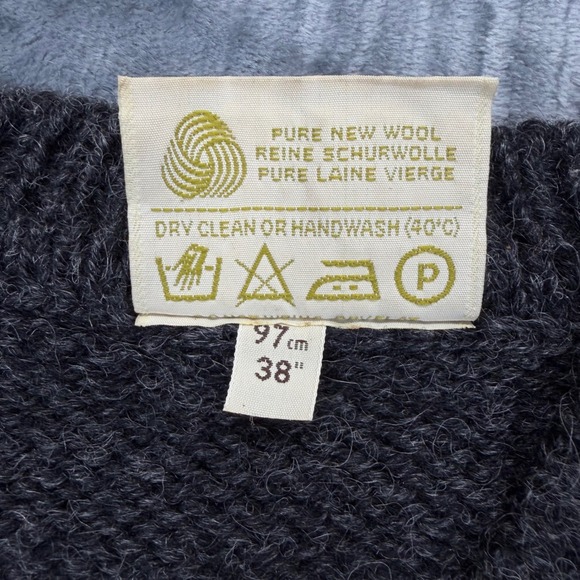 PURE NEW WOOL
REINE SCHURWOLLE
PURE LAINE VIERGE
DRY CLEAN OR HANDWASH (40°C)
P
97cm
38"